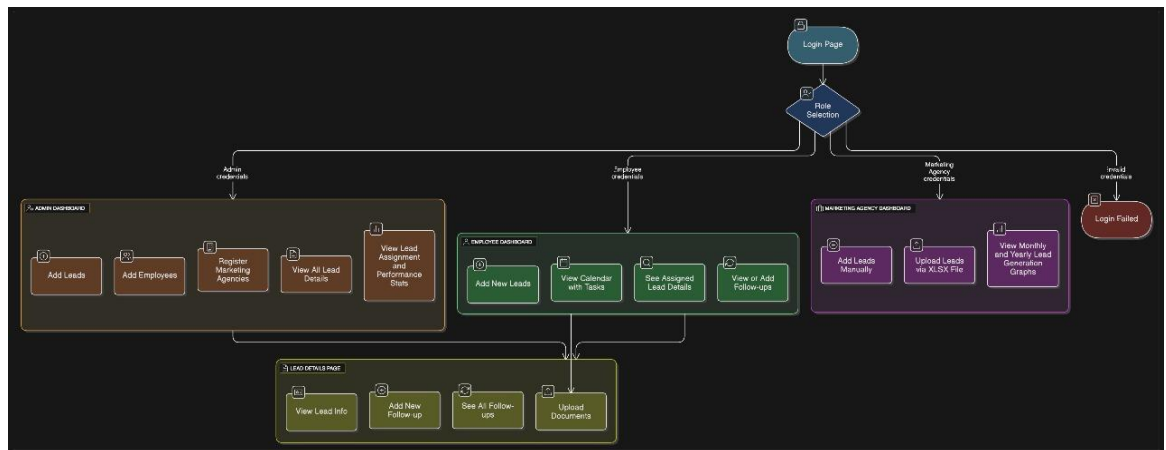 Login Page
Role
Selection
Admin
credentials
Employee
credentials
Marketing
Agency
credentials
Invalid
credentials
ADMIN DASHBOARD
Add Leads
Add Employees
Register
Marketing
Agencies
View All Lead
Details
View Lead
Assignment
and
Performance
Stats
EMPLOYEE DASHBOARD
Add New Leads
View Calendar
with Tasks
See Assigned
Lead Details
View or Add
Follow-ups
MARKETING AGENCY DASHBOARD
Add Leads
Manually
Upload Leads
via XLSX File
View Monthly
and Yearly Lead
Generation
Graphs
Login Failed
LEAD DETAILS PAGE
View Lead Info
Add New
Follow-up
See All Follow-
ups
Upload
Documents